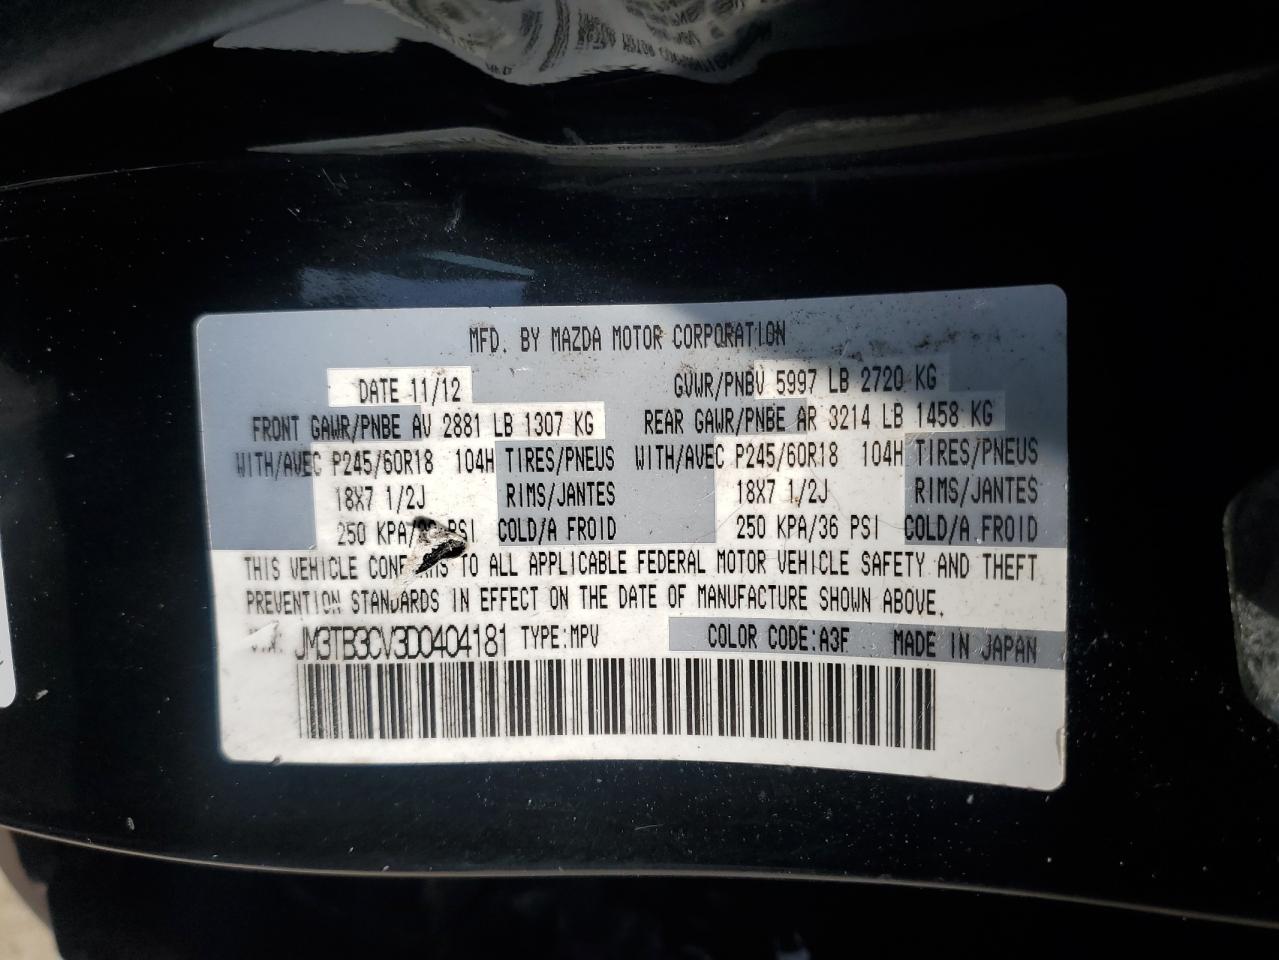 MFD. BY MAZDA MOTOR CORPORATION
DATE 11/12 GVWR/PNBV 5997 LB 2720 KG
FRONT GAWR/PNBE AV 2881 LB 1307 KG REAR GAWR/PNBE AR 3214 LB 1458 KG
WITH/AVEC P245/60R18 104H TIRES/PNEUS WITH/AVEC P245/60R18 104H TIRES/PNEUS
18X7 1/2J RIMS/JANTES 18X7 1/2J RIMS/JANTES
250 PSI COLD/A FROID 250 KPA/36 PSI COLD/A FROID
THIS VEHICLE CONFORMS TO ALL APPLICABLE FEDERAL MOTOR VEHICLE SAFETY AND THEFT
PREVENTION STANDARDS IN EFFECT ON THE DATE OF MANUFACTURE SHOWN ABOVE.
JM3TB3CV3D0404181 TYPE:MPV COLOR CODE:A3F MADE IN JAPAN